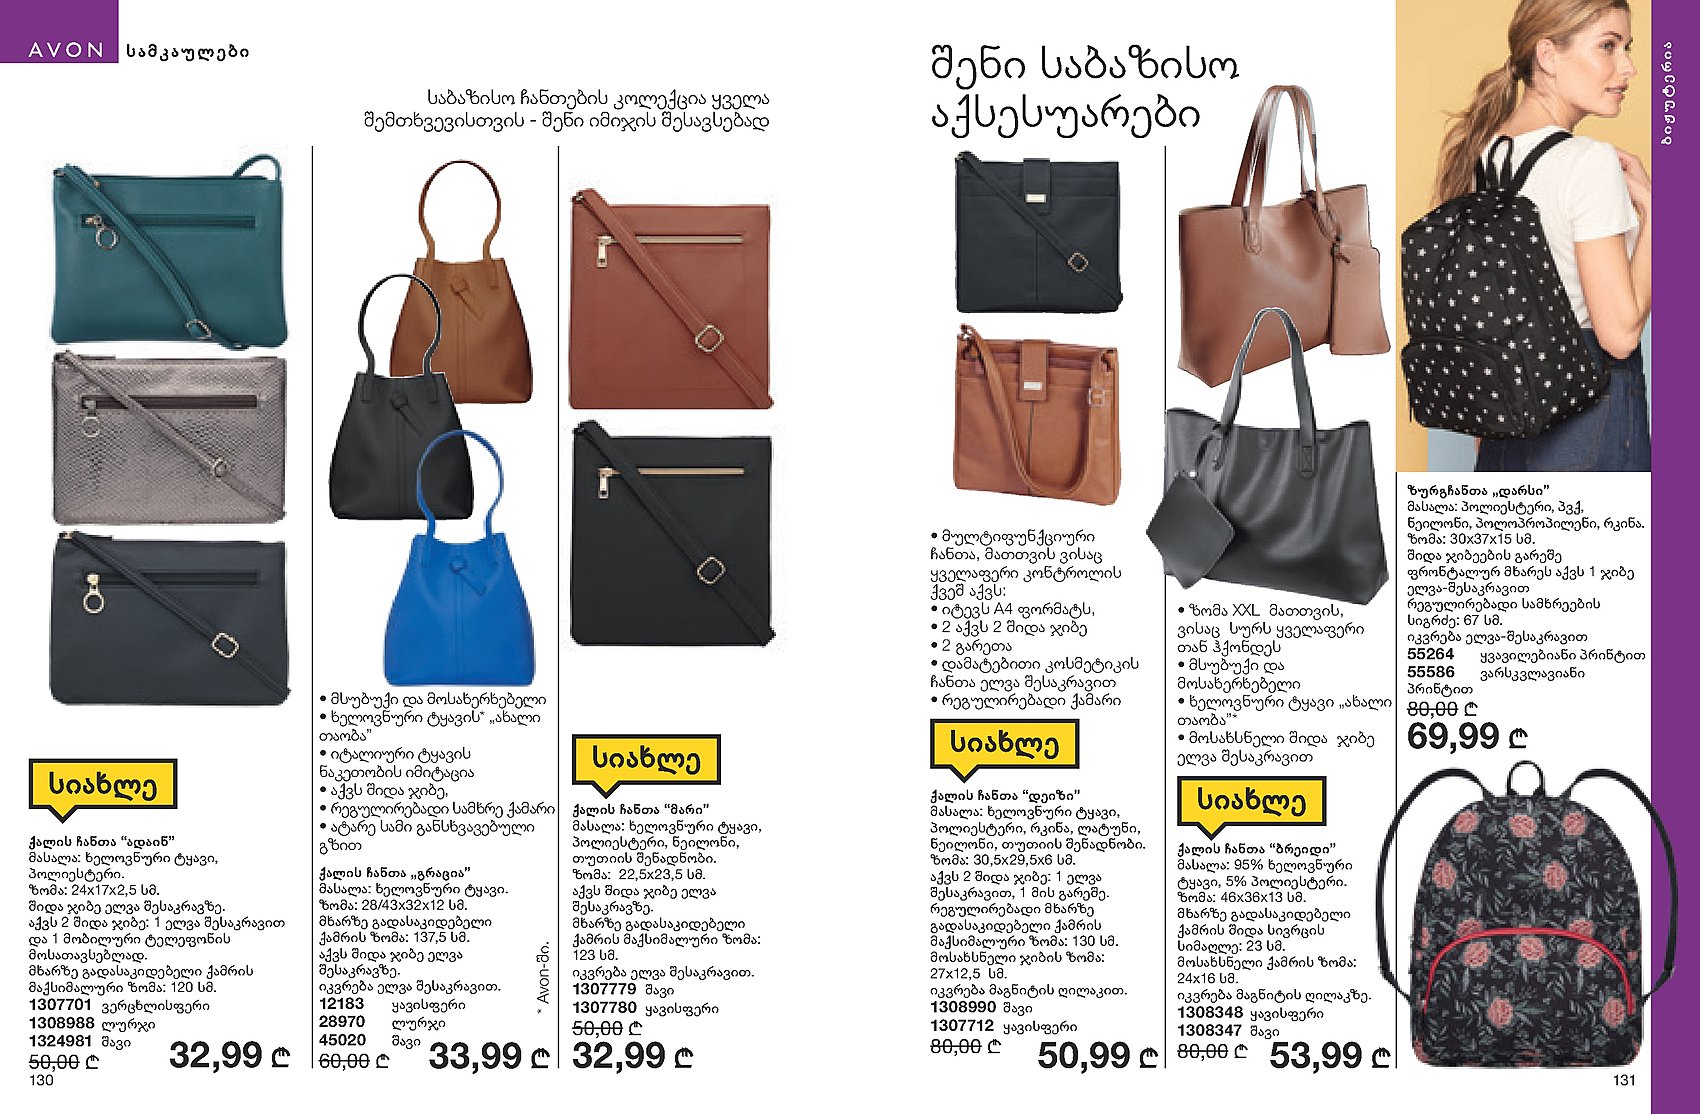 AVON სამკაულები
საბაზისო ჩანთების კოლექცია ყველა
შემთხვევისთვის - შენი იმიჯის შესავსებად
სიახლე
ქალის ჩანთა “ადაინ”
მასალა: ხელოვნური ტყავი,
პოლიესტერი.
ზომა: 24x17x2,5 სმ.
შიდა ჯიბე ელვა შესაკრავზე.
აქვს 2 შიდა ჯიბე: 1 ელვა შესაკრავით
და 1 მობილური ტელეფონის
მოსათავსებლად.
მხარზე გადასაკიდებელი ქამრის
მაქსიმალური ზომა: 120 სმ.
1307701 ვერცხლისფერი
1308988 ლურჯი
1324981 შავი
50,00 ₾ 32,99 ₾
130
• მსუბუქი და მოსახერხებელი
• ხელოვნური ტყავის* „ახალი
თაობა”
• იტალიური ტყავის
ნაკეთობის იმიტაცია
• აქვს შიდა ჯიბე,
• რეგულირებადი სამხრე ქამარი
• ატარე სამი განსხვავებული
გზით
ქალის ჩანთა „გრაცია”
მასალა: ხელოვნური ტყავი.
ზომა: 28/43x32x12 სმ.
მხარზე გადასაკიდებელი
ქამრის ზომა: 137,5 სმ.
აქვს შიდა ჯიბე ელვა
შესაკრავზე.
იკვრება ელვა შესაკრავით.
12183 ყავისფერი
28970 ლურჯი
45020 შავი
60,00 ₾ 33,99 ₾
* Avon-ში.
სიახლე
ქალის ჩანთა “მარი”
მასალა: ხელოვნური ტყავი,
პოლიესტერი, ნეილონი,
თუთიის შენადნობი.
ზომა: 22,5x23,5 სმ.
აქვს შიდა ჯიბე ელვა
შესაკრავზე.
მხარზე გადასაკიდებელი
ქამრის მაქსიმალური ზომა:
123 სმ.
იკვრება ელვა შესაკრავით.
1307779 შავი
1307780 ყავისფერი
50,00 ₾
32,99 ₾
შენი საბაზისო
აქსესუარები
• მულტიფუნქციური
ჩანთა, მათთვის ვისაც
ყველაფერი კონტროლის
ქვეშ აქვს:
• იტევს A4 ფორმატს,
• 2 აქვს 2 შიდა ჯიბე
• 2 გარეთა
• დამატებითი კოსმეტიკის
ჩანთა ელვა შესაკრავით
• რეგულირებადი ქამარი
სიახლე
ქალის ჩანთა “დეიზი”
მასალა: ხელოვნური ტყავი,
პოლიესტერი, რკინა, ლატუნი,
ნეილონი, თუთიის შენადნობი.
ზომა: 30,5x29,5x6 სმ.
აქვს 2 შიდა ჯიბე: 1 ელვა
შესაკრავით, 1 მის გარეშე.
რეგულირებადი მხარზე
გადასაკიდებელი ქამრის
მაქსიმალური ზომა: 130 სმ.
მოსახსნელი ჯიბის ზომა:
27x12,5 სმ.
იკვრება მაგნიტის ღილაკით.
1308990 შავი
1307712 ყავისფერი
80,00 ₾ 50,99 ₾
• ზომა XXL მათთვის,
ვისაც სურს ყველაფერი
თან ჰქონდეს
• მსუბუქი და
მოსახერხებელი
• ხელოვნური ტყავი „ახალი
თაობა”*
• მოსახსნელი შიდა ჯიბე
ელვა შესაკრავით
სიახლე
ქალის ჩანთა “ბრეიდი”
მასალა: 95% ხელოვნური
ტყავი, 5% პოლიესტერი.
ზომა: 46x36x13 სმ.
მხარზე გადასაკიდებელი
ქამრის შიდა სივრცის
სიმაღლე: 23 სმ.
მოსახსნელი ქამრის ზომა:
24x16 სმ.
იკვრება მაგნიტის ღილაკზე.
1308348 ყავისფერი
1308347 შავი
80,00 ₾ 53,99 ₾
ბიჟუტერია
ზურგჩანთა „დარსი”
მასალა: პოლიესტერი, პვქ,
ნეილონი, პოლოპროპილენი, რკინა.
ზომა: 30x37x15 სმ.
შიდა ჯიბეების გარეშე
ფრონტალურ მხარეს აქვს 1 ჯიბე
ელვა-შესაკრავით
რეგულირებადი სამხრეების
სიგრძე: 67 სმ.
იკვრება ელვა-შესაკრავით
55264 ყვავილებიანი პრინტით
55586 ვარსკვლავიანი
პრინტით
80,00 ₾
69,99 ₾
131